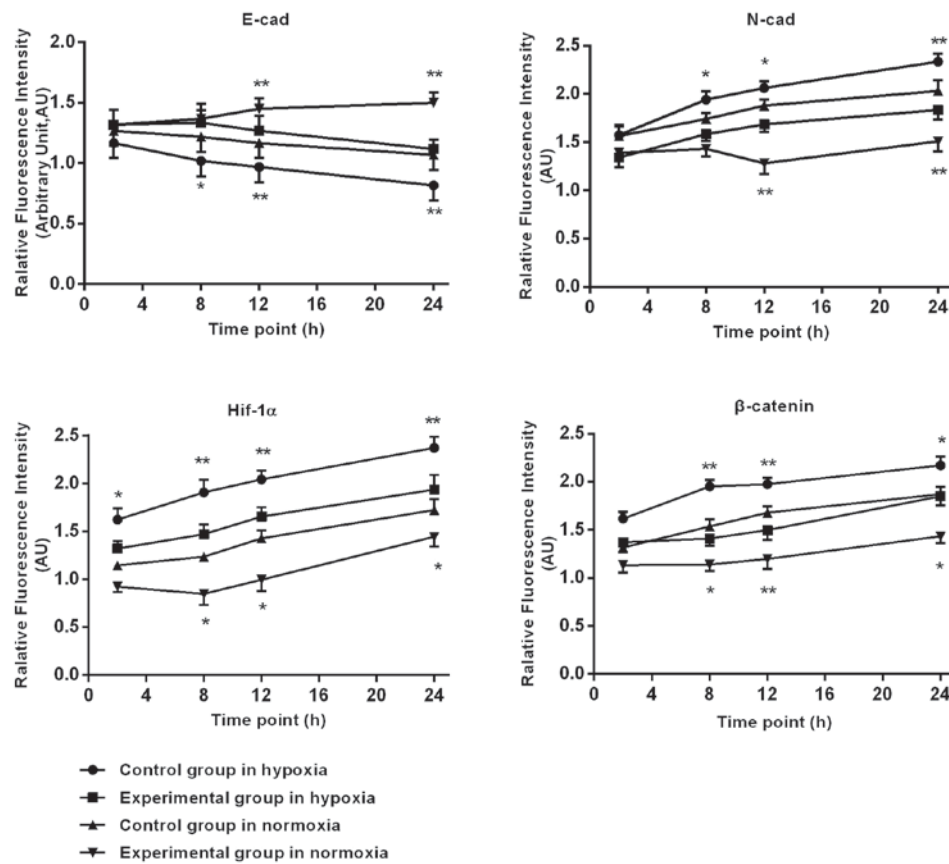 E-cad
Ralative Fluorescence Intensity
(Arbitrary Unit,AU)
2.0
1.5
1.0
0.5
0.0
**
**
*
**
**
0 4 8 12 16 20 24
Time point (h)
N-cad
Ralative Fluorescence Intensity
(AU)
2.5
2.0
1.5
1.0
0.5
0.0
*
*
**
**
**
0 4 8 12 16 20 24
Time point (h)
Hif-1α
Ralative Fluorescence Intensity
(AU)
2.5
2.0
1.5
1.0
0.5
0.0
*
**
**
**
*
*
*
0 4 8 12 16 20 24
Time point (h)
β-catenin
Ralative Fluorescence Intensity
(AU)
2.5
2.0
1.5
1.0
0.5
0.0
**
**
*
*
**
*
0 4 8 12 16 20 24
Time point (h)
Control group in hypoxia
Experimental group in hypoxia
Control group in normoxia
Experimental group in normoxia